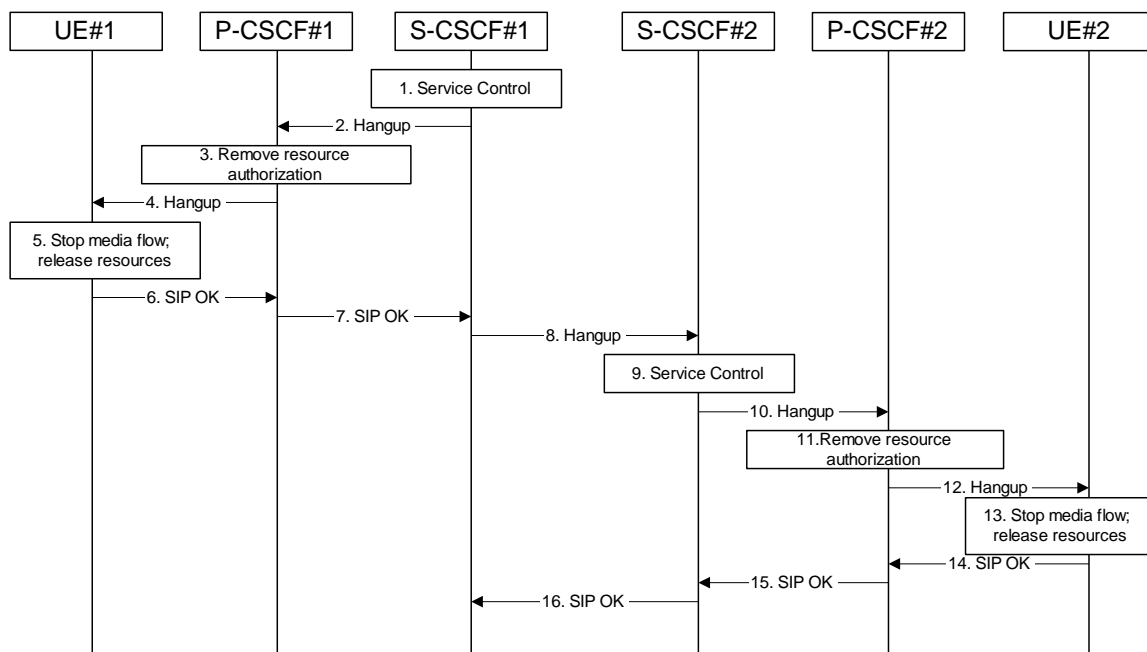 UE#1
P-CSCF#1
S-CSCF#1
S-CSCF#2
P-CSCF#2
UE#2
1. Service Control
2. Hangup
3. Remove resource
authorization
4. Hangup
5. Stop media flow;
release resources
6. SIP OK
7. SIP OK
8. Hangup
9. Service Control
10. Hangup
11.Remove resource
authorization
12. Hangup
13. Stop media flow;
release resources
14. SIP OK
15. SIP OK
16. SIP OK